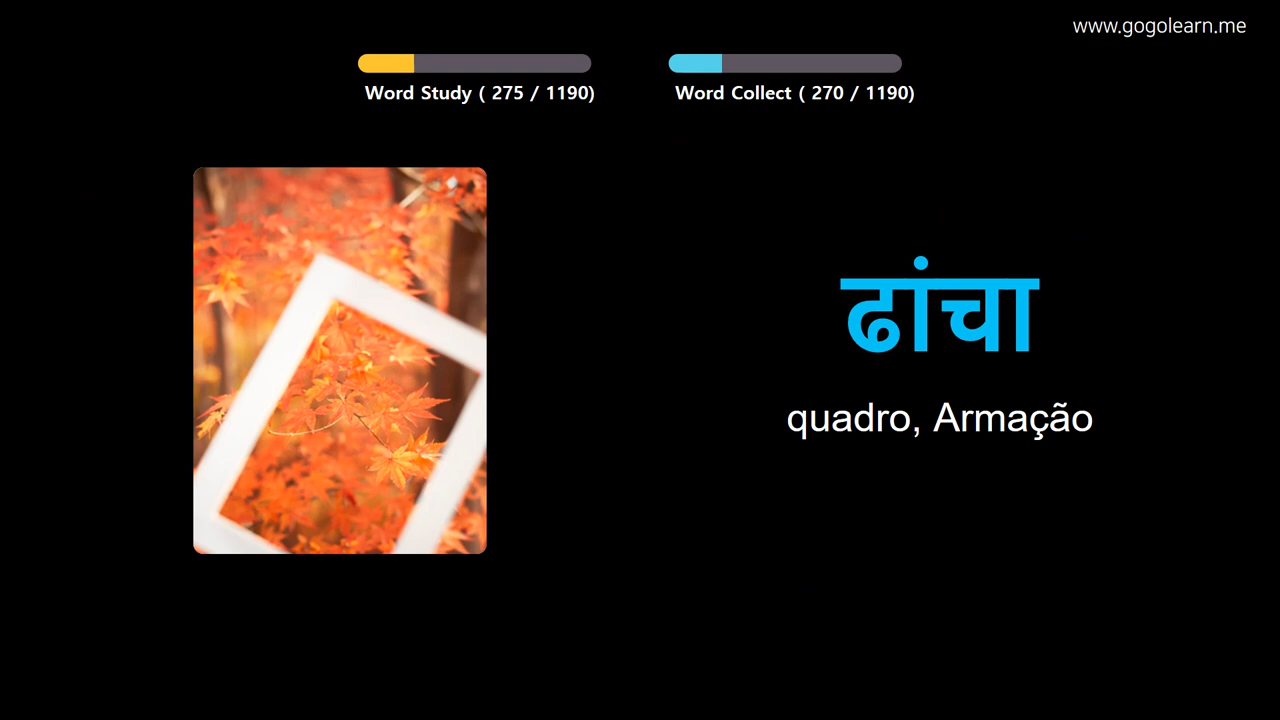 www.gogolearn.me
Word Study ( 275 / 1190)
Word Collect ( 270 / 1190)
ढांचा
quadro, Armação